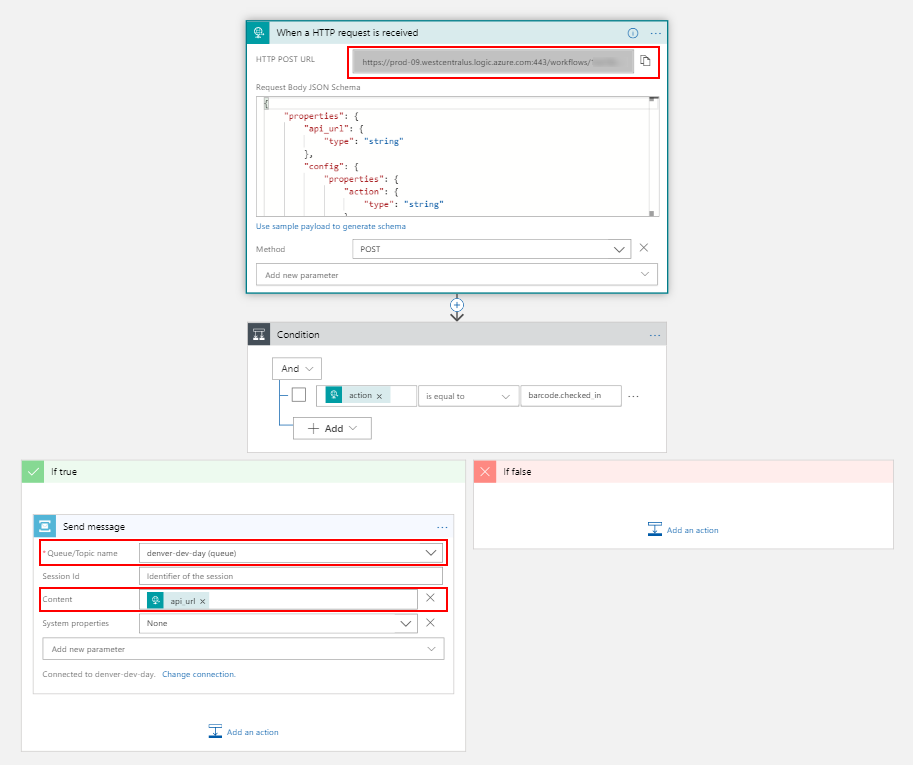 When a HTTP request is received
HTTP POST URL
https://prod-09.westcentralus.logic.azure.com:443/workflows/
Request Body JSON Schema
{
"properties": {
"api_url": {
"type": "string"
},
"config": {
"properties": {
"action": {
"type": "string"
Use sample payload to generate schema
Method POST
Add new parameter
Condition
And
action is equal to barcode.checked_in
Add
If true
If false
Send message
Add an action
* Queue/Topic name denver-dev-day (queue)
Session Id Identifier of the session
Content api_url
System properties None
Add new parameter
Connected to denver-dev-day. Change connection.
Add an action